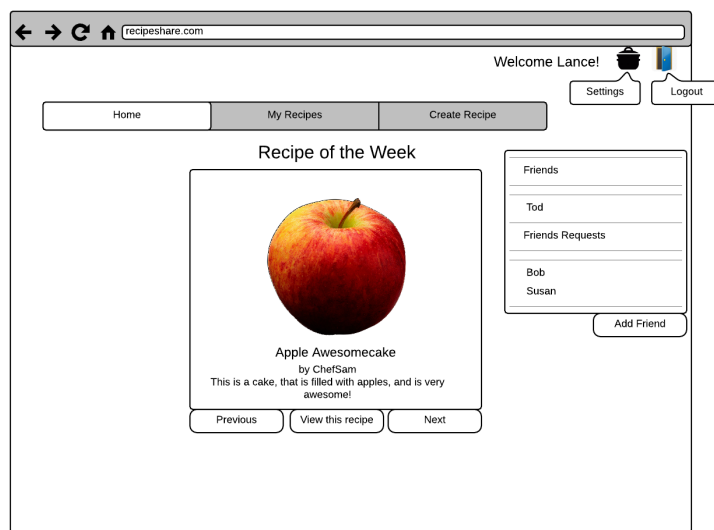 recipeshare.com
Welcome Lance!
Settings
Logout
Home
My Recipes
Create Recipe
Recipe of the Week
Apple Awesomecake
by ChefSam
This is a cake, that is filled with apples, and is very
awesome!
Previous
View this recipe
Next
Friends
Tod
Friends Requests
Bob
Susan
Add Friend